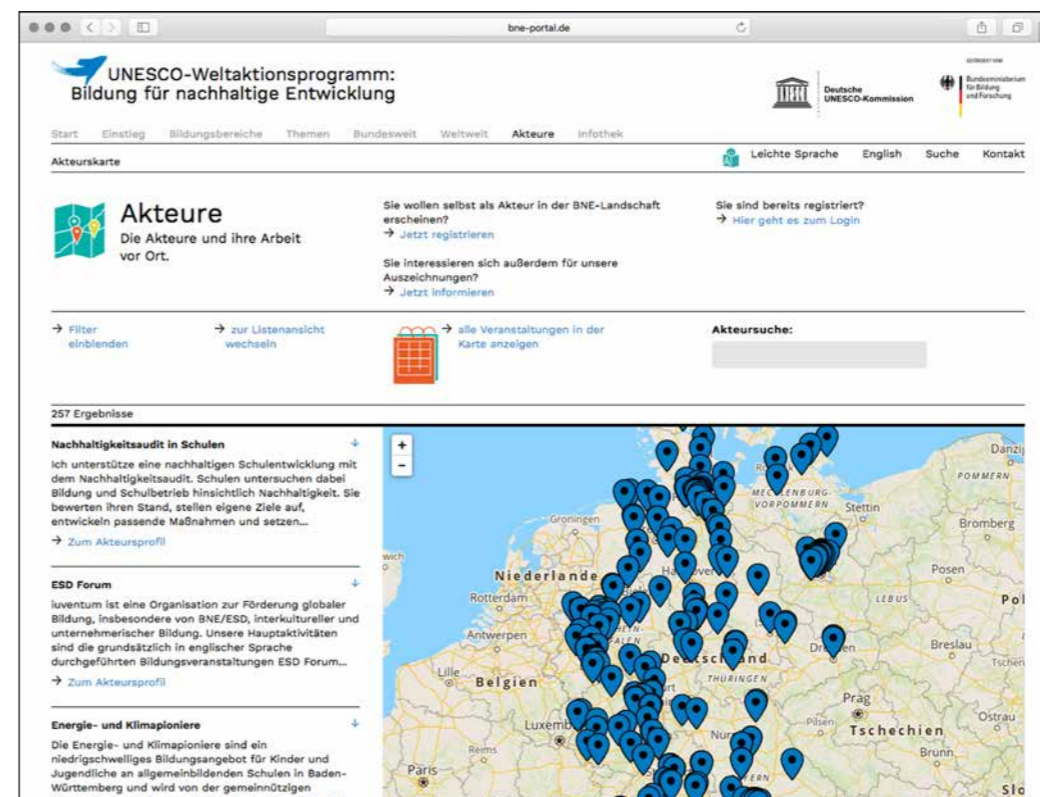 bne-portal.de
UNESCO-Weltaktionsprogramm:
Bildung für nachhaltige Entwicklung
Deutsche
UNESCO-Kommission
Bundesministerium
für Bildung
und Forschung
Start Einstieg Bildungsbereiche Themen Bundesweit Weltweit Akteure Infothek
Akteurskarte
Leichte Sprache English Suche Kontakt
Akteure
Die Akteure und ihre Arbeit
vor Ort.
Sie wollen selbst als Akteur in der BNE-Landschaft
erscheinen?
→ Jetzt registrieren
Sie interessieren sich außerdem für unsere
Auszeichnungen?
→ Jetzt informieren
Sie sind bereits registriert?
→ Hier geht es zum Login
→ Filter
einblenden
→ zur Listenansicht
wechseln
→ alle Veranstaltungen in der
Karte anzeigen
Akteursuche:
257 Ergebnisse
Nachhaltigkeitsaudit in Schulen
Ich unterstütze eine nachhaltigen Schulentwicklung mit
dem Nachhaltigkeitsaudit. Schulen untersuchen dabei
Bildung und Schulbetrieb hinsichtlich Nachhaltigkeit. Sie
bewerten ihren Stand, stellen eigene Ziele auf,
entwickeln passende Maßnahmen und setzen...
→ Zum Akteursprofil
ESD Forum
iuventum ist eine Organisation zur Förderung globaler
Bildung, insbesondere von BNE/ESD, interkultureller und
unternehmerischer Bildung. Unsere Hauptaktivitäten
sind die grundsätzlich in englischer Sprache
durchgeführten Bildungsveranstaltungen ESD Forum...
→ Zum Akteursprofil
Energie- und Klimapioniere
Die Energie- und Klimapioniere sind ein
niedrigschwelliges Bildungsangebot für Kinder und
Jugendliche an allgemeinbildenden Schulen in Baden-
Württemberg und wird von der gemeinnützigen
+
-
Danzig
POMMERN
MECKLENBURG-
VORPOMMERN
Stettin
Groningen
Bromberg
Niederlande
Posen
Rotterdam
LEBUS
Pol
Antwerpen
Breslau
Deutschland
Tschen
Lille
Belgien
THÜRINGEN
Prag
Pilsen
Ostrau
Tschechien
Reims
Brunn
Paris
Slo